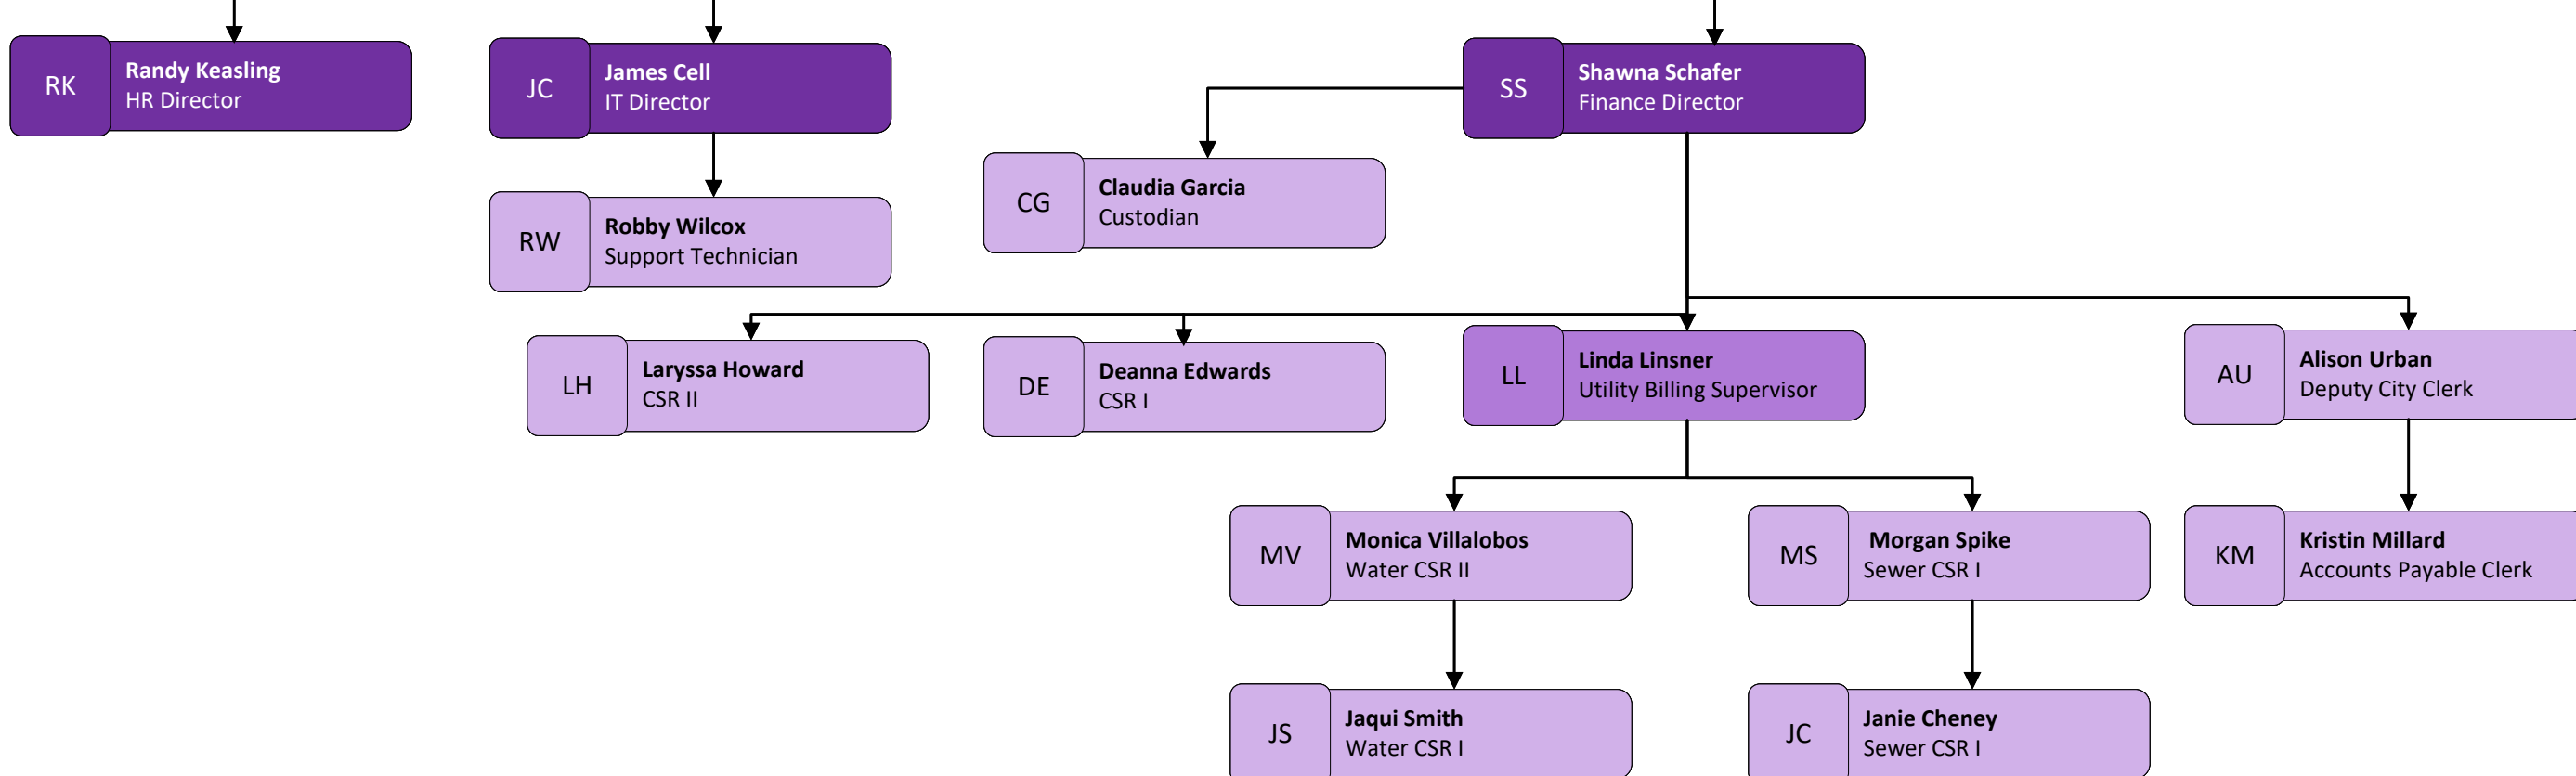 RK
Randy Keasling
HR Director
JC
James Cell
IT Director
SS
Shawna Schafer
Finance Director
CG
Claudia Garcia
Custodian
RW
Robby Wilcox
Support Technician
LH
Laryssa Howard
CSR II
DE
Deanna Edwards
CSR I
LL
Linda Linsner
Utility Billing Supervisor
AU
Alison Urban
Deputy City Clerk
MV
Monica Villalobos
Water CSR II
MS
Morgan Spike
Sewer CSR I
KM
Kristin Millard
Accounts Payable Clerk
JS
Jaqui Smith
Water CSR I
JC
Janie Cheney
Sewer CSR I